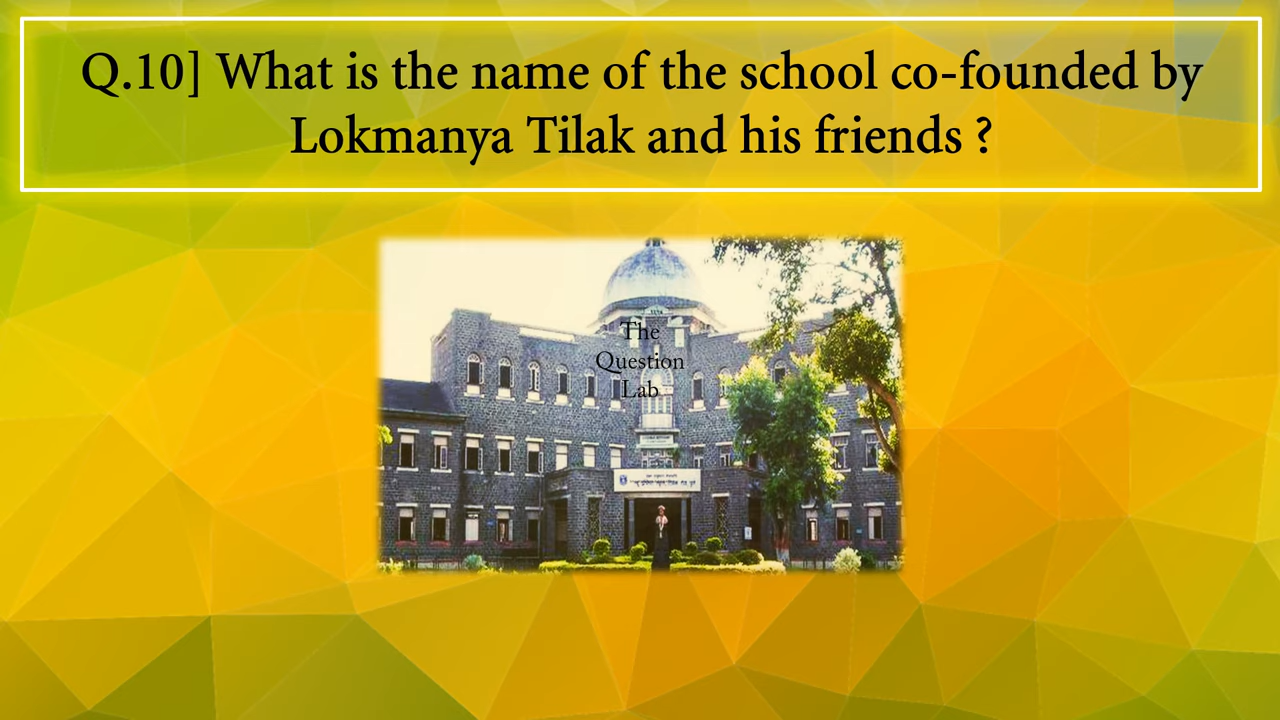 Q.10] What is the name of the school co-founded by
Lokmanya Tilak and his friends ?
The
Question
Lab